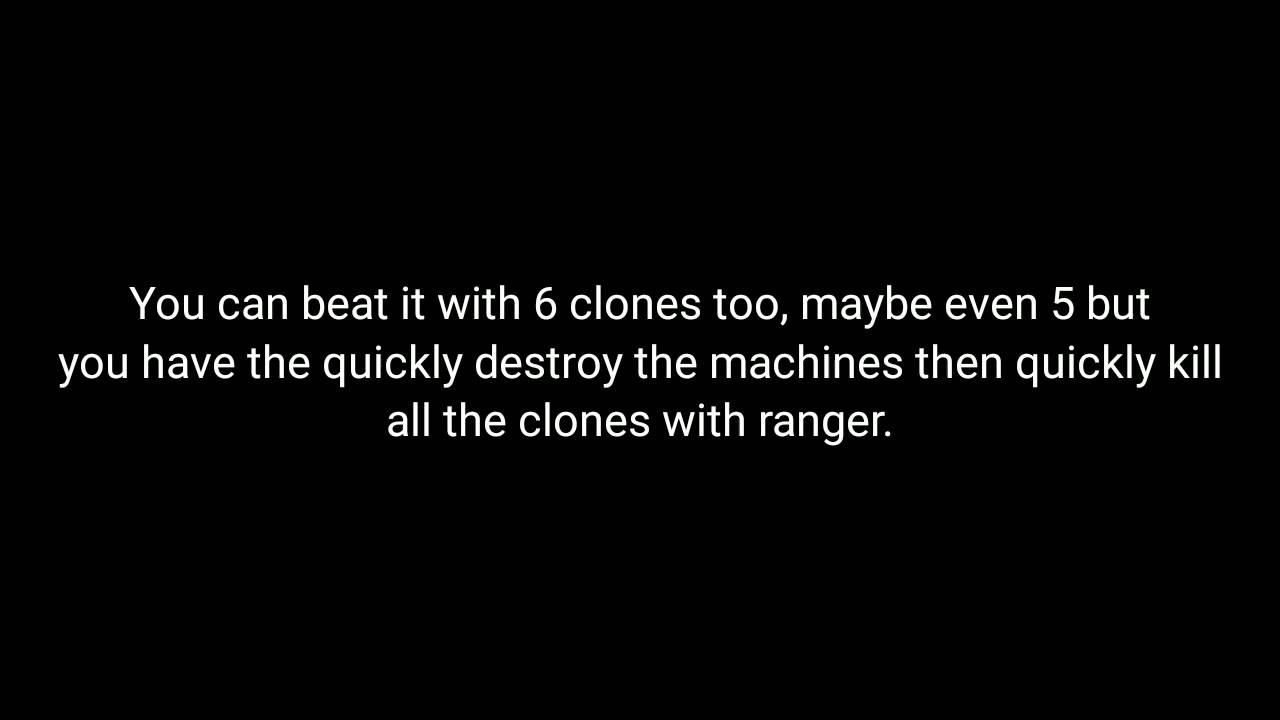 You can beat it with 6 clones too, maybe even 5 but
you have the quickly destroy the machines then quickly kill
all the clones with ranger.